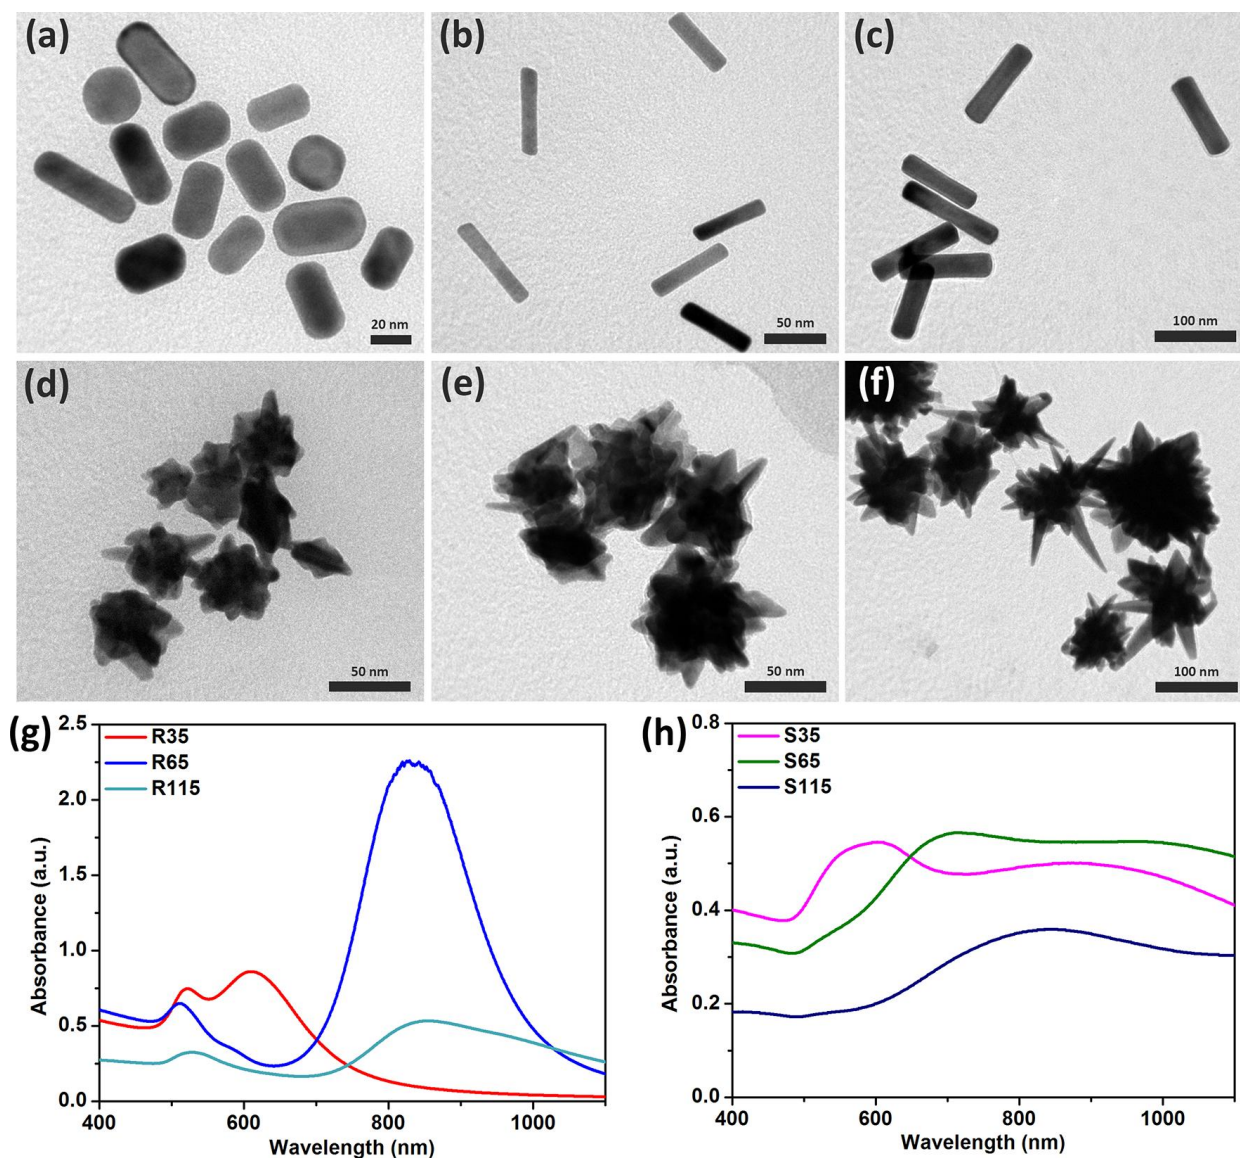 (a)
20 nm
(b)
50 nm
(c)
100 nm
(d)
50 nm
(e)
50 nm
(f)
100 nm
(g)
R35
R65
R115
2.5
2.0
1.5
1.0
0.5
0.0
Absorbance (a.u.)
400
600
800
1000
Wavelength (nm)
(h)
S35
S65
S115
0.8
0.6
0.4
0.2
0.0
Absorbance (a.u.)
400
600
800
1000
Wavelength (nm)